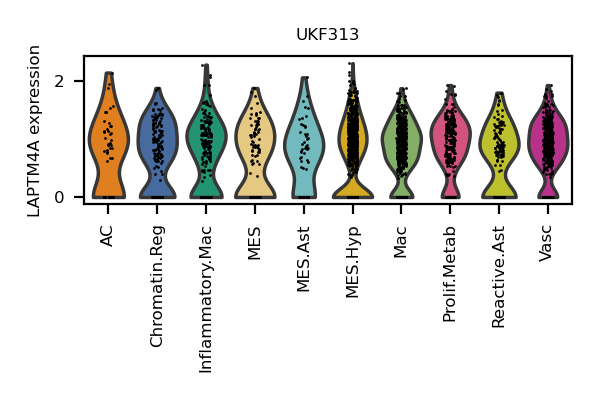 UKF313
LAPTM4A expression
2
0
AC
Chromatin.Reg
Inflammatory.Mac
MES
MES.Ast
MES.Hyp
Mac
Prolif.Metab
Reactive.Ast
Vasc